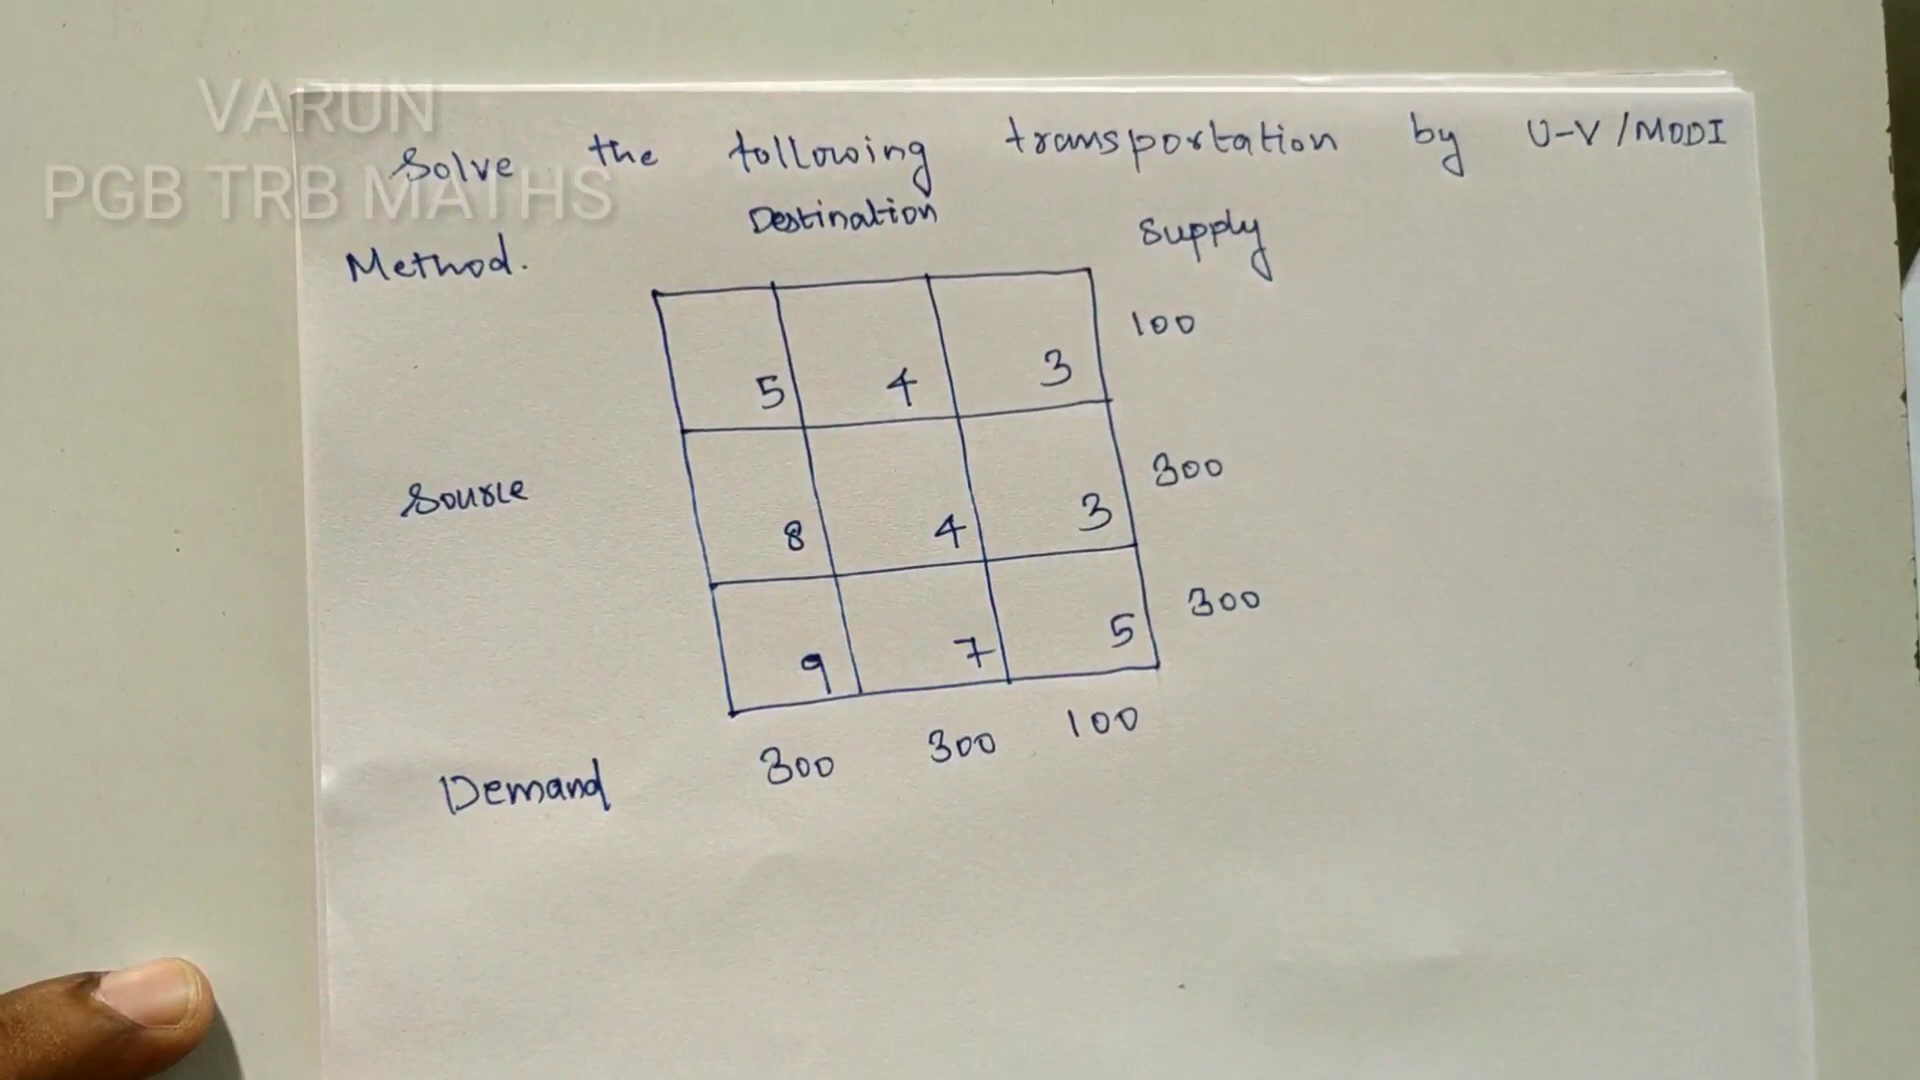 VARUN
PGB TRB MATHS
Solve the following transportation by U-V/MODI
Method.
Destination
Supply
5 4 3 100
Source
8 4 3 300
9 7 5 300
Demand 300 300 100